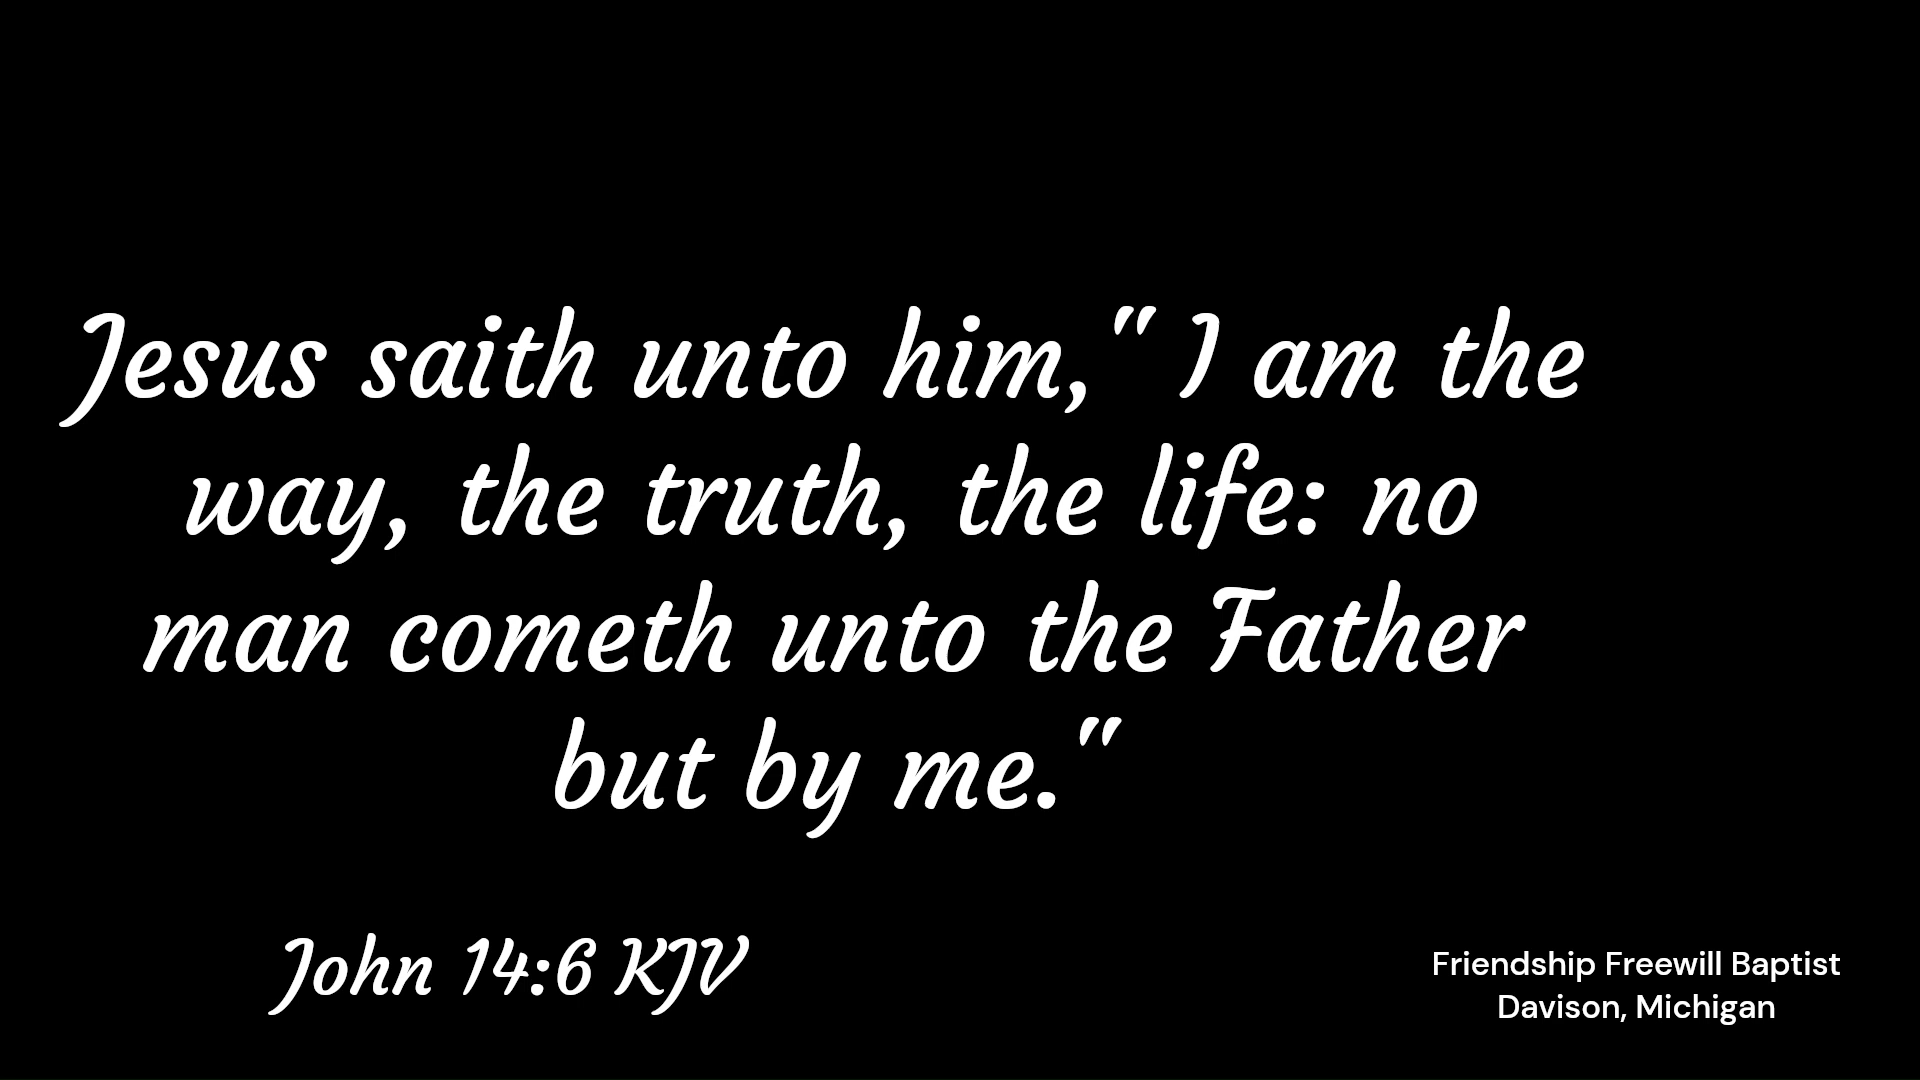 Jesus saith unto him," I am the
way, the truth, the life: no
man cometh unto the Father
but by me."
John 14:6 KJV
Friendship Freewill Baptist
Davison, Michigan